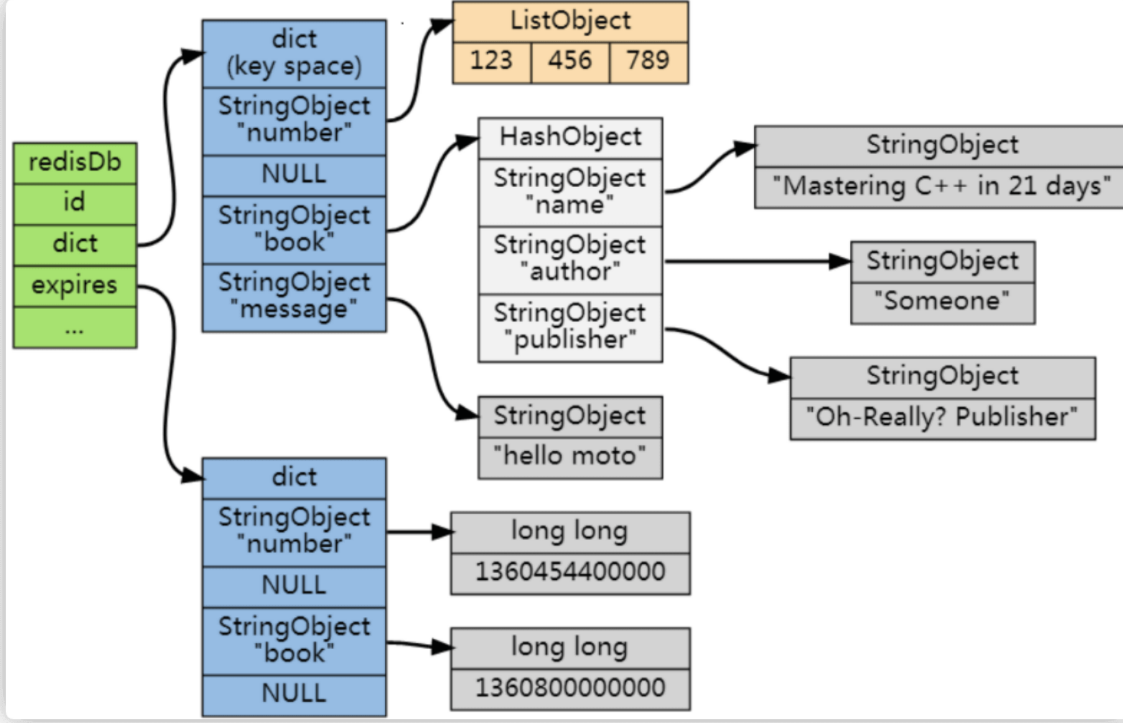 redisDb
id
dict
expires
...
dict
(key space)
StringObject
"number"
NULL
StringObject
"book"
StringObject
"message"
ListObject
123 456 789
HashObject
StringObject
"name"
StringObject
"author"
StringObject
"publisher"
StringObject
"Mastering C++ in 21 days"
StringObject
"Someone"
StringObject
"Oh-Really? Publisher"
StringObject
"hello moto"
dict
StringObject
"number"
NULL
StringObject
"book"
NULL
long long
1360454400000
long long
1360800000000